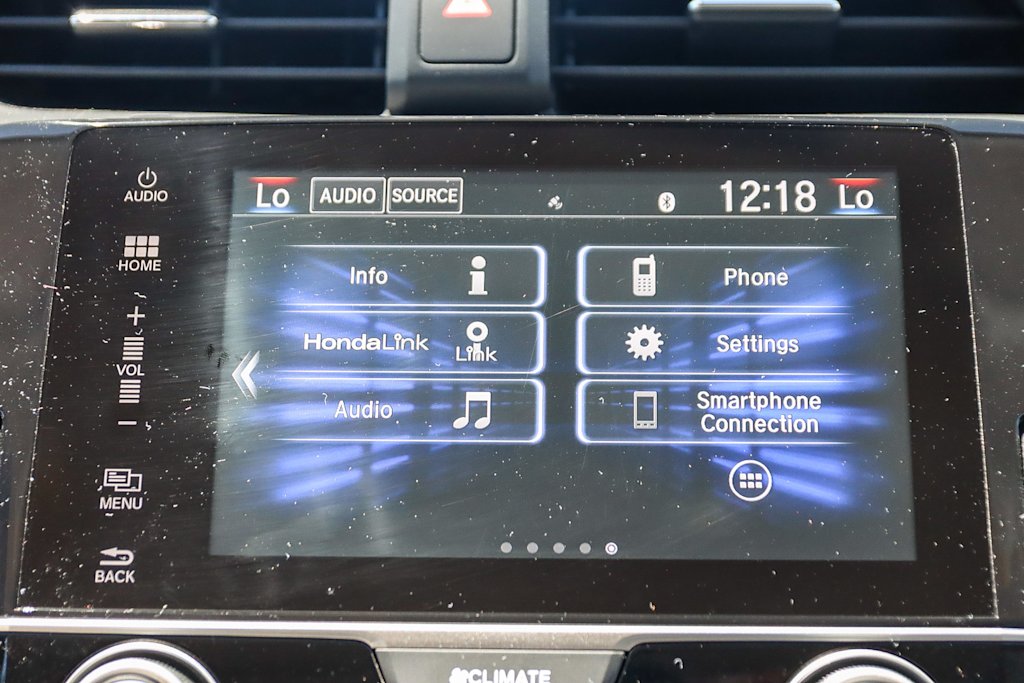 AUDIO
HOME
+
VOL
−
MENU
BACK
Lo AUDIO SOURCE 12:18 Lo
Info
Phone
HondaLink Link
Settings
Audio
Smartphone
Connection
CLIMATE